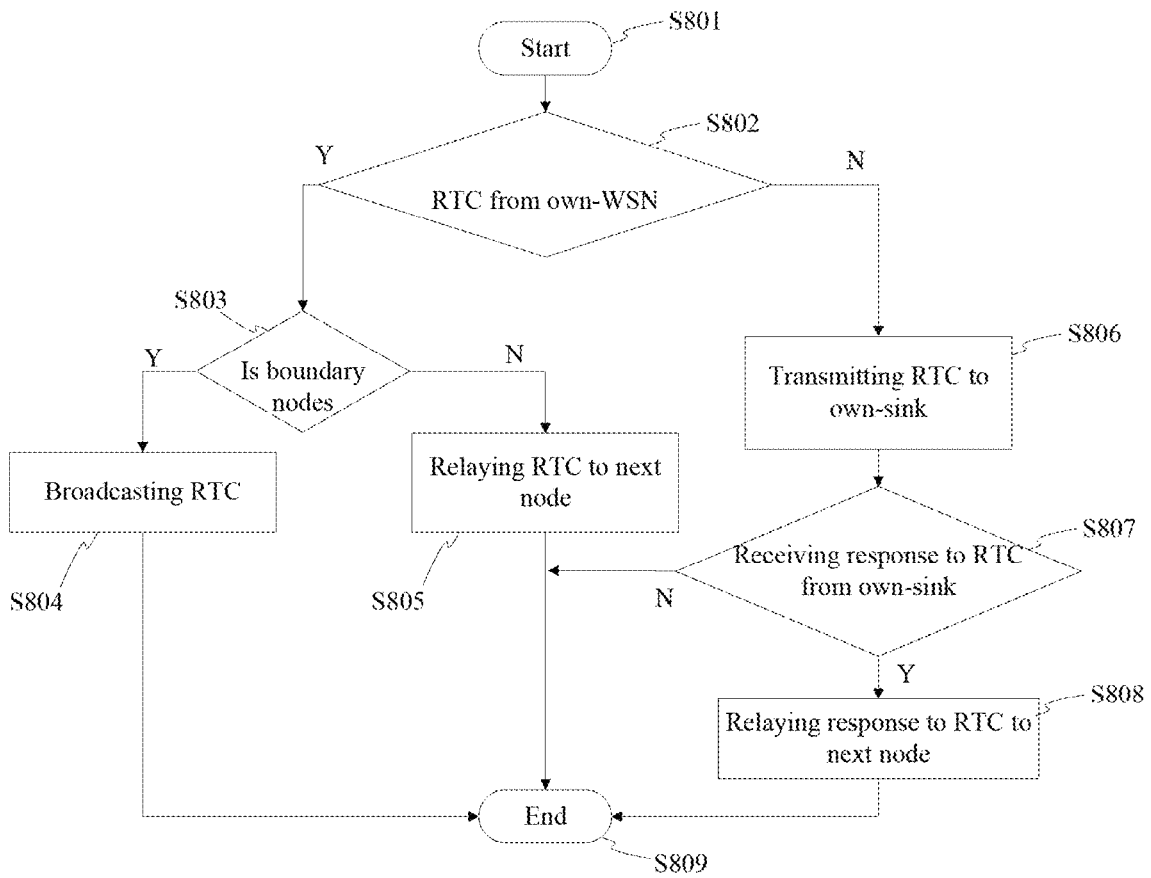 S801
Start
S802
Y
N
RTC from own-WSN
S803
Y
N
Is boundary
nodes
S806
Transmitting RTC to
own-sink
Broadcasting RTC
Relaying RTC to next
node
S807
Receiving response to RTC
from own-sink
N
S804
S805
Y
S808
Relaying response to RTC to
next node
End
S809